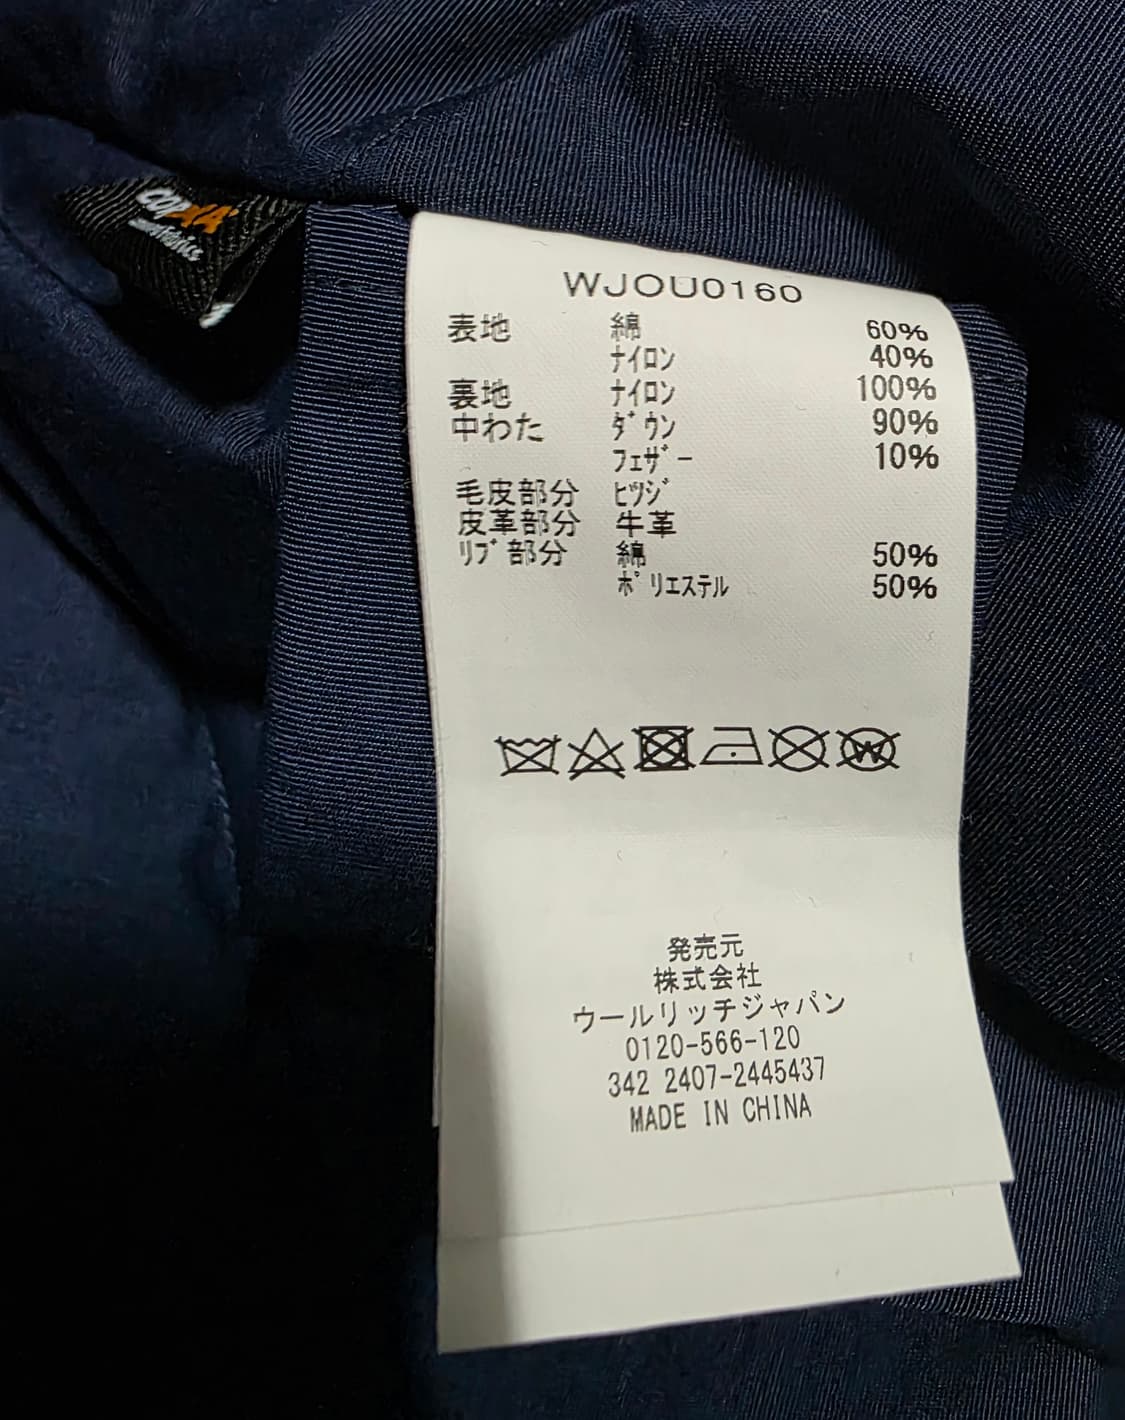 WJOU0160
表地 綿 60%
ナイロン 40%
裏地 ナイロン 100%
中わた ダウン 90%
フェザー 10%
毛皮部分 ヒツジ
皮革部分 牛革
リブ部分 綿 50%
ポリエステル 50%
W
発売元
株式会社
ウールリッチジャパン
0120-566-120
342 2407-2445437
MADE IN CHINA